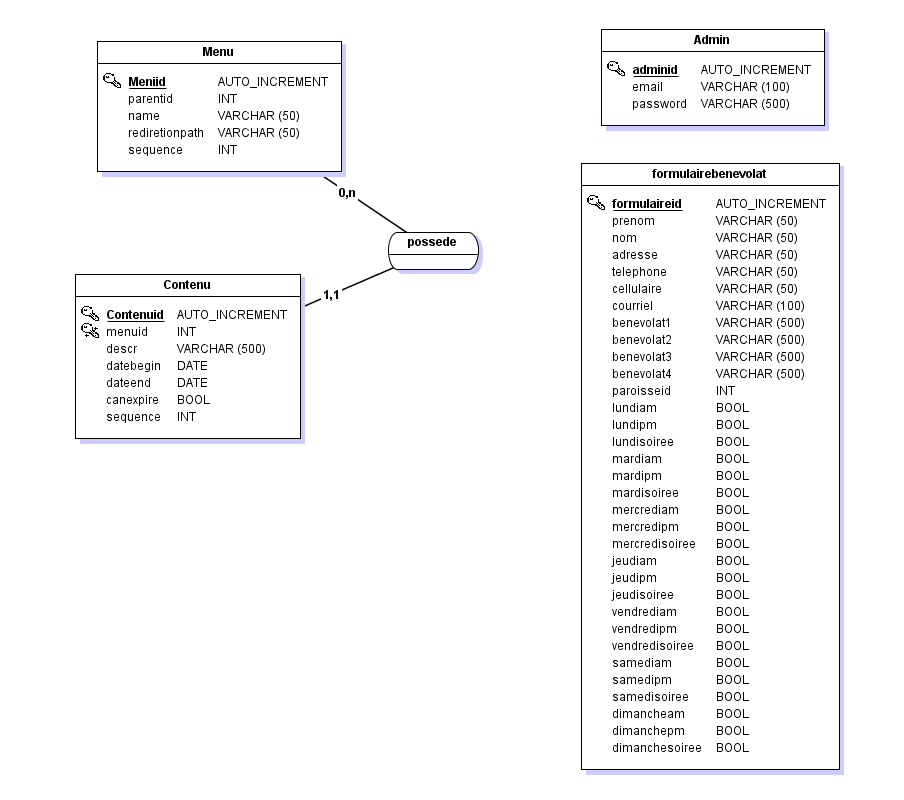 Menu
Meniid AUTO_INCREMENT
parentid INT
name VARCHAR (50)
rediretionpath VARCHAR (50)
sequence INT
0,n
possede
1,1
Contenu
Contenuid AUTO_INCREMENT
menuid INT
descr VARCHAR (500)
datebegin DATE
dateend DATE
canexpire BOOL
sequence INT
Admin
adminid AUTO_INCREMENT
email VARCHAR (100)
password VARCHAR (500)
formulairebenevolat
formulaireid AUTO_INCREMENT
prenom VARCHAR (50)
nom VARCHAR (50)
adresse VARCHAR (50)
telephone VARCHAR (50)
cellulaire VARCHAR (50)
courriel VARCHAR (100)
benevolat1 VARCHAR (500)
benevolat2 VARCHAR (500)
benevolat3 VARCHAR (500)
benevolat4 VARCHAR (500)
paroisseid INT
lundiam BOOL
lundipm BOOL
lundisoiree BOOL
mardiam BOOL
mardipm BOOL
mardisoiree BOOL
mercrediam BOOL
mercredipm BOOL
mercredisoiree BOOL
jeudiam BOOL
jeudipm BOOL
jeudisoiree BOOL
vendrediam BOOL
vendredipm BOOL
vendredisoiree BOOL
samediam BOOL
samedipm BOOL
samedisoiree BOOL
dimancheam BOOL
dimanchepm BOOL
dimanchesoiree BOOL